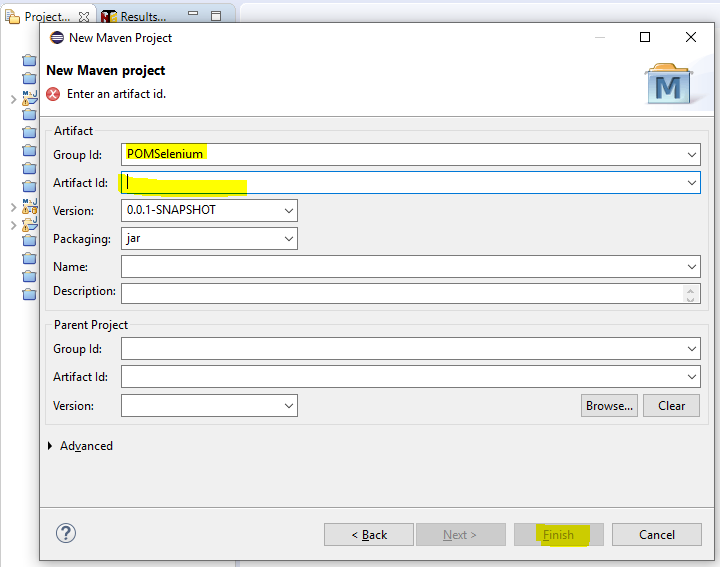 Project...
Results...
New Maven Project
New Maven project
Enter an artifact id.
Artifact
Group Id: POMSelenium
Artifact Id:
Version: 0.0.1-SNAPSHOT
Packaging: jar
Name:
Description:
Parent Project
Group Id:
Artifact Id:
Version:
Browse... Clear
Advanced
? < Back Next > Finish Cancel